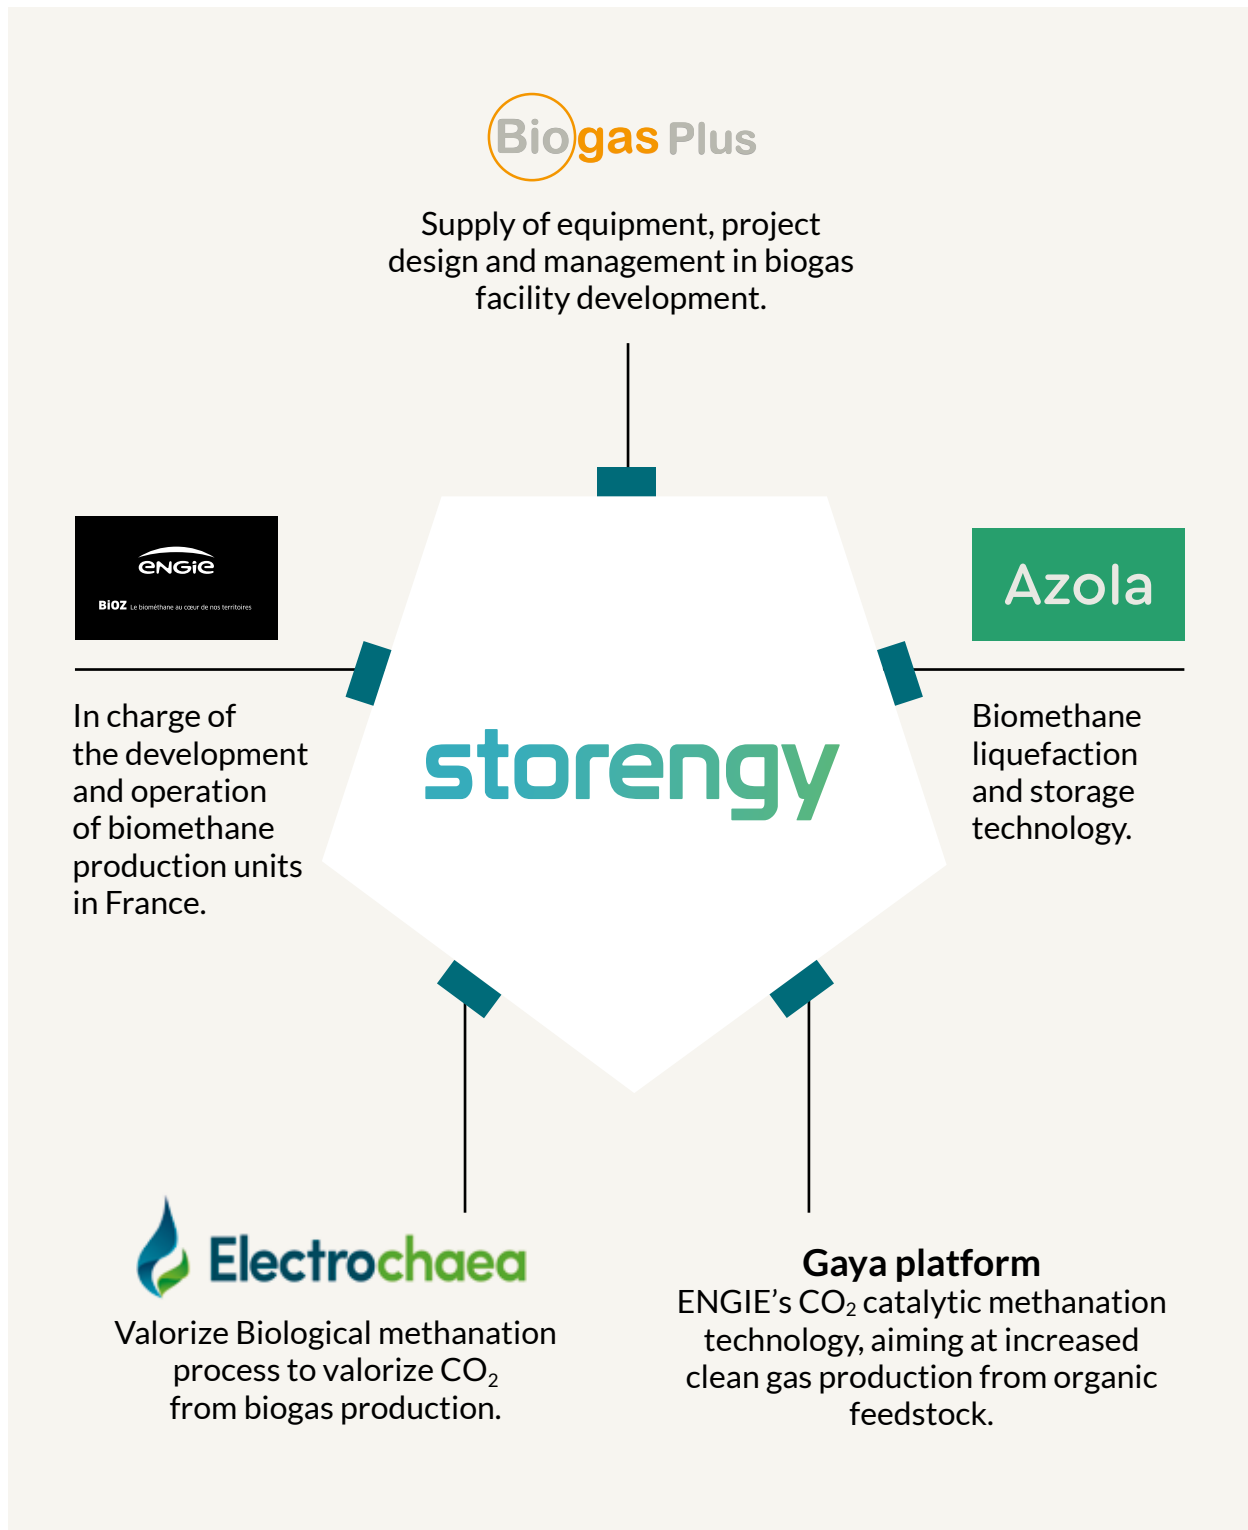 Biogas Plus
Supply of equipment, project
design and management in biogas
facility development.
ENGIE
BiOZ Le biométhane au cœur de nos territoires
In charge of
the development
and operation
of biomethane
production units
in France.
storengy
Azola
Biomethane
liquefaction
and storage
technology.
Electrochaea
Valorize Biological methanation
process to valorize CO₂
from biogas production.
Gaya platform
ENGIE’s CO₂ catalytic methanation
technology, aiming at increased
clean gas production from organic
feedstock.